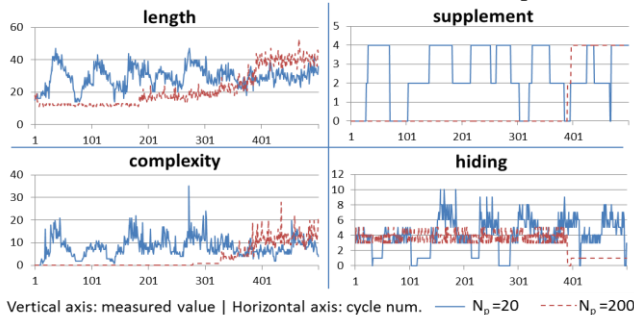 length
supplement
60
40
20
0
1 101 201 301 401
5
4
3
2
1
0
1 101 201 301 401
complexity
hiding
40
30
20
10
0
1 101 201 301 401
12
10
8
6
4
2
0
1 101 201 301 401
Vertical axis: measured value | Horizontal axis: cycle num. Np=20 Np=200